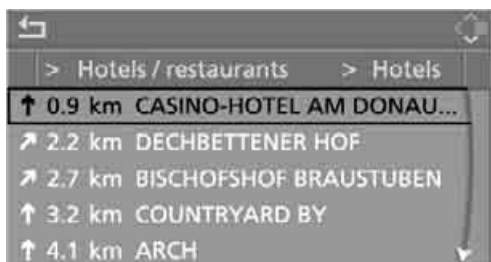 > Hotels / restaurants > Hotels
0.9 km CASINO-HOTEL AM DONAU...
2.2 km DECHBETTENER HOF
2.7 km BISCHOFSHOF BRAUSTUBEN
3.2 km COUNTRYARD BY
4.1 km ARCH